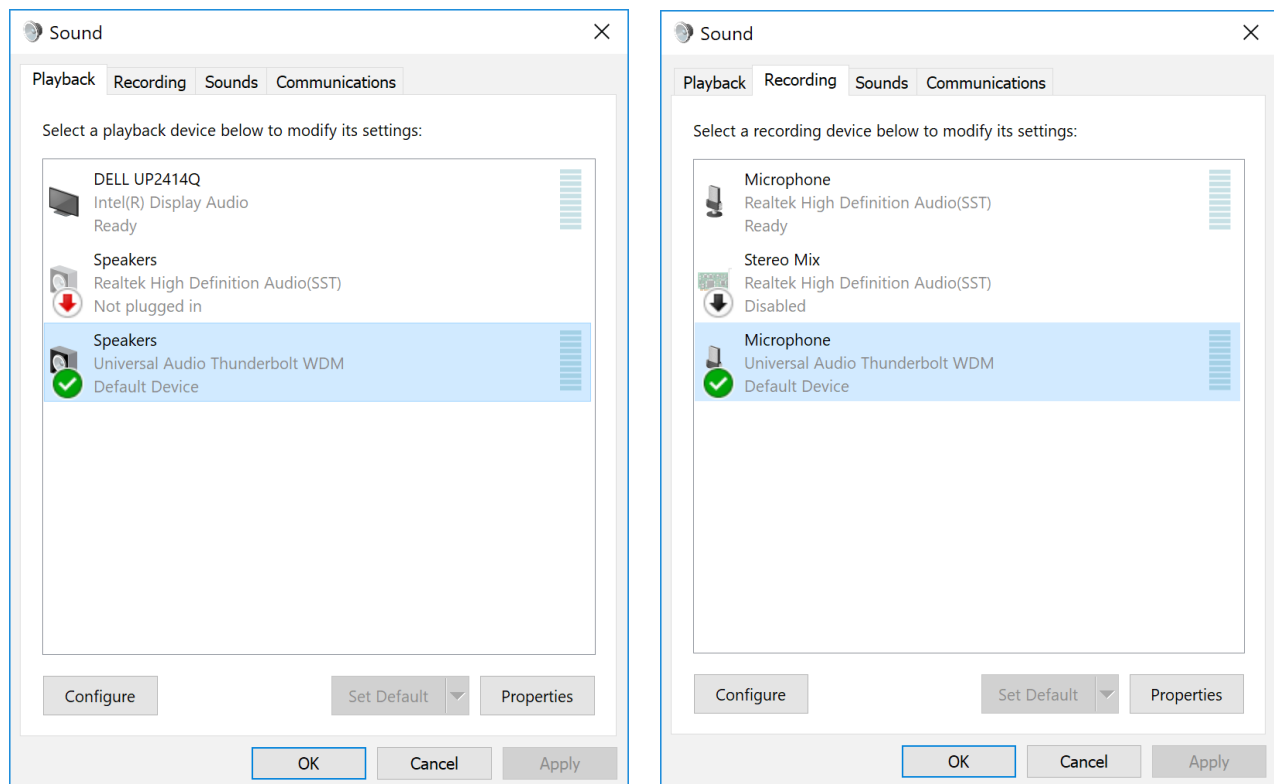 Sound
Playback Recording Sounds Communications
Select a playback device below to modify its settings:
DELL UP2414Q
Intel(R) Display Audio
Ready
Speakers
Realtek High Definition Audio(SST)
Not plugged in
Speakers
Universal Audio Thunderbolt WDM
Default Device
Configure Set Default Properties
OK Cancel Apply
Sound
Playback Recording Sounds Communications
Select a recording device below to modify its settings:
Microphone
Realtek High Definition Audio(SST)
Ready
Stereo Mix
Realtek High Definition Audio(SST)
Disabled
Microphone
Universal Audio Thunderbolt WDM
Default Device
Configure Set Default Properties
OK Cancel Apply